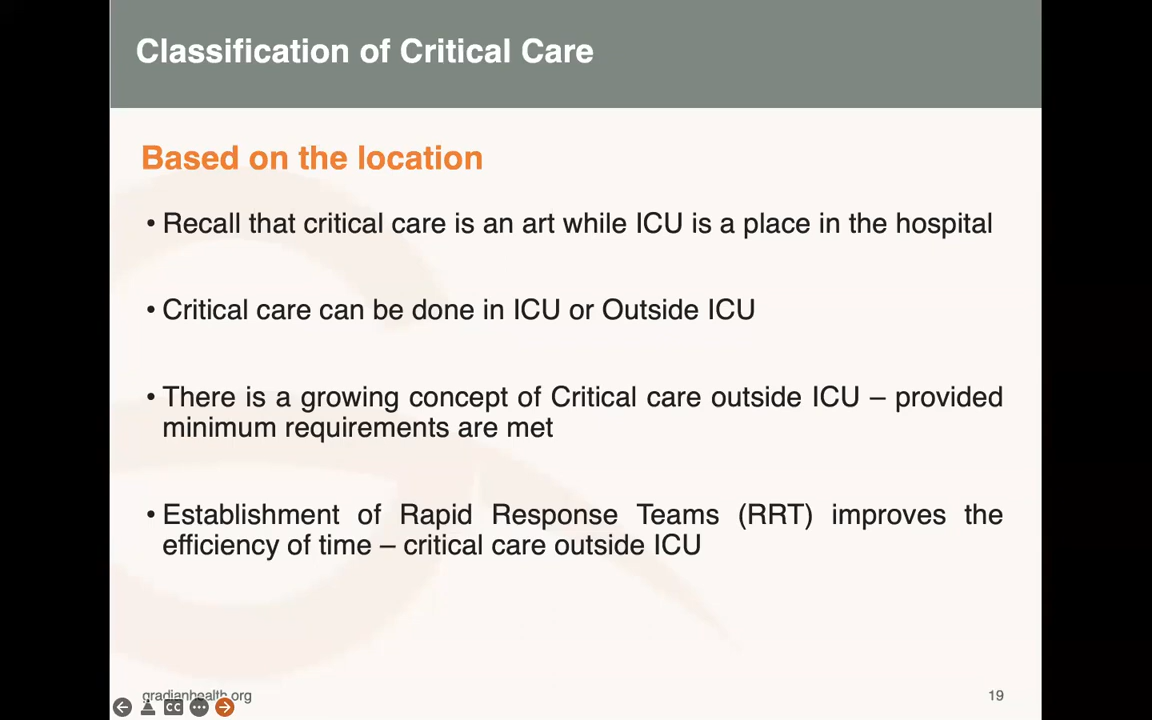 Classification of Critical Care
Based on the location
• Recall that critical care is an art while ICU is a place in the hospital
• Critical care can be done in ICU or Outside ICU
• There is a growing concept of Critical care outside ICU – provided
minimum requirements are met
• Establishment of Rapid Response Teams (RRT) improves the
efficiency of time – critical care outside ICU
gradianhealth.org
19
CC